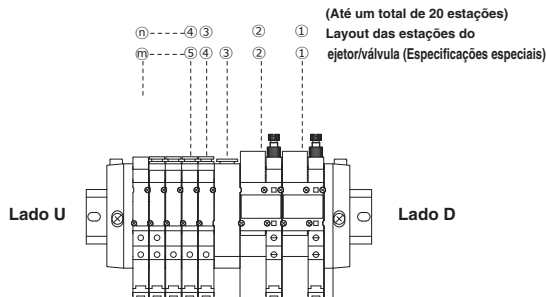 (Até um total de 20 estações)
ⓝ-----④③ ② ① Layout das estações do
ⓜ-----⑤④ ③ ② ① ejetor/válvula (Especificações especiais)
Lado U Lado D